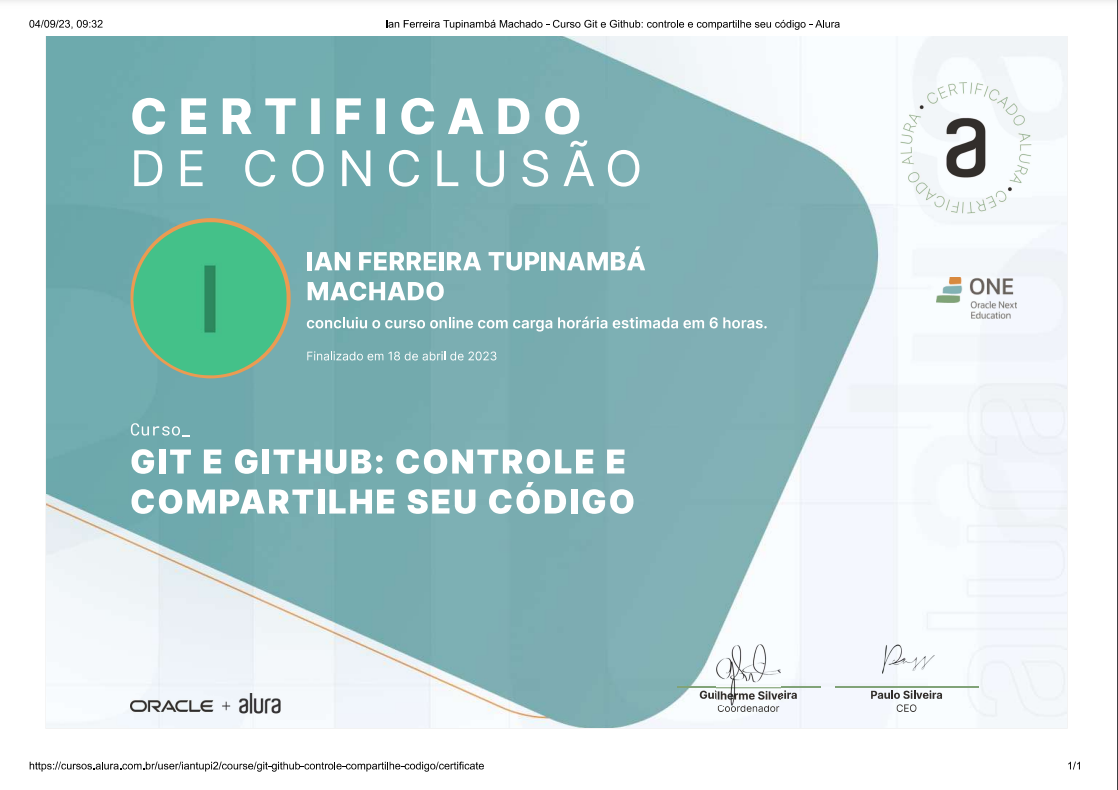 04/09/23, 09:32
Ian Ferreira Tupinambá Machado - Curso Git e Github: controle e compartilhe seu código - Alura
CERTIFICADO
DE CONCLUSÃO
CERTIFICADO ALURA • CERTIFICADO ALURA •
a
I
IAN FERREIRA TUPINAMBÁ
MACHADO
concluiu o curso online com carga horária estimada em 6 horas.
Finalizado em 18 de abril de 2023
ONE
Oracle Next
Education
Curso_
GIT E GITHUB: CONTROLE E
COMPARTILHE SEU CÓDIGO
ORACLE + alura
Guilherme Silveira
Coordenador
Paulo Silveira
CEO
alura
alura
https://cursos.alura.com.br/user/iantupi2/course/git-github-controle-compartilhe-codigo/certificate
1/1